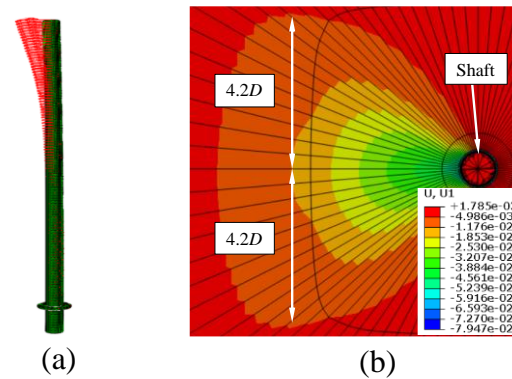 4.2D
Shaft
4.2D
U, U1
+1.785e-03
-4.986e-03
-1.176e-02
-1.853e-02
-2.530e-02
-3.207e-02
-3.884e-02
-4.561e-02
-5.239e-02
-5.916e-02
-6.593e-02
-7.270e-02
-7.947e-02
(a)
(b)